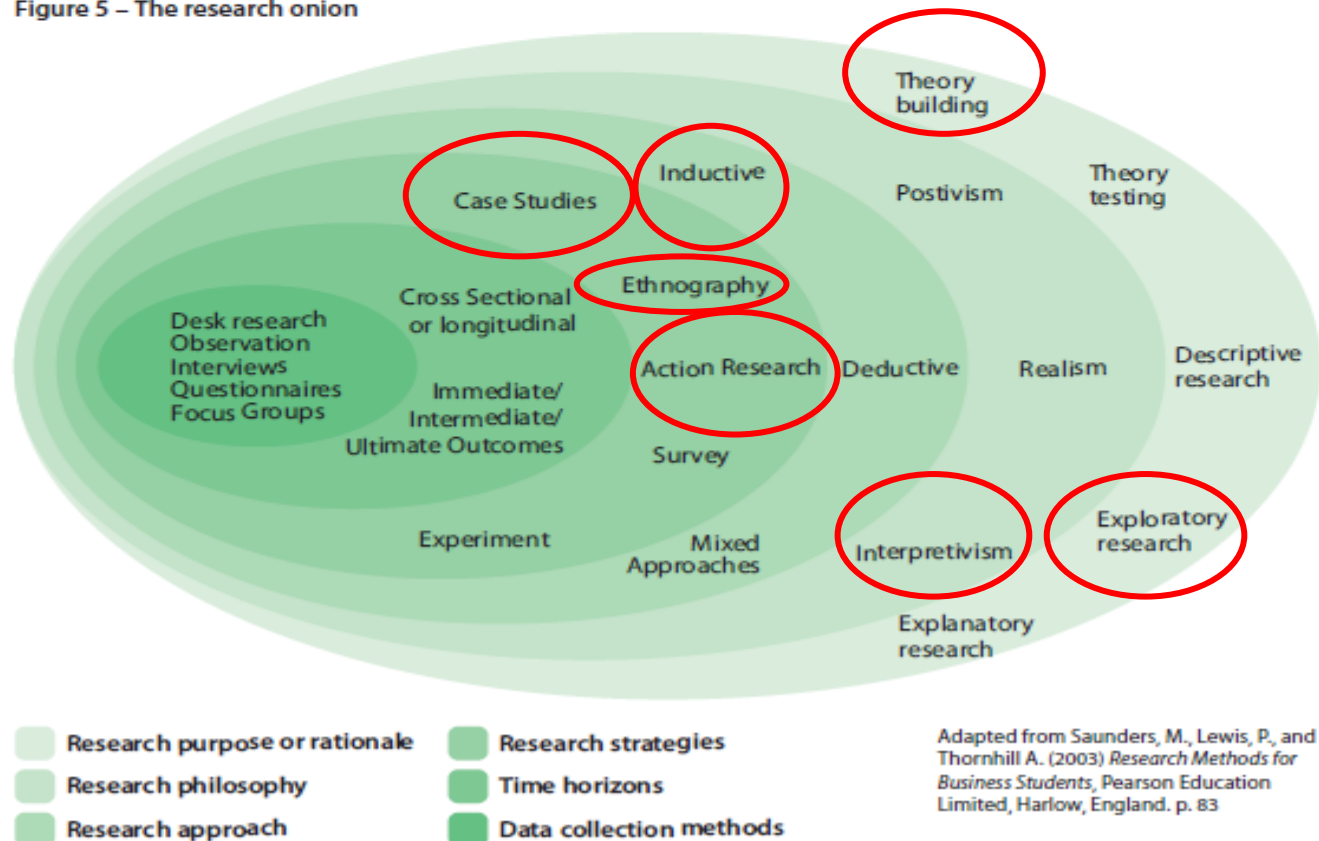 Figure 5 – The research onion
Theory
building
Inductive
Case Studies
Postivism
Theory
testing
Ethnography
Cross Sectional
or longitudinal
Desk research
Observation
Interviews
Questionnaires
Focus Groups
Action Research
Deductive
Realism
Descriptive
research
Immediate/
Intermediate/
Ultimate Outcomes
Survey
Experiment
Mixed
Approaches
Interpretivism
Exploratory
research
Explanatory
research
Research purpose or rationale
Research philosophy
Research approach
Research strategies
Time horizons
Data collection methods
Adapted from Saunders, M., Lewis, P., and
Thornhill A. (2003) Research Methods for
Business Students, Pearson Education
Limited, Harlow, England. p. 83